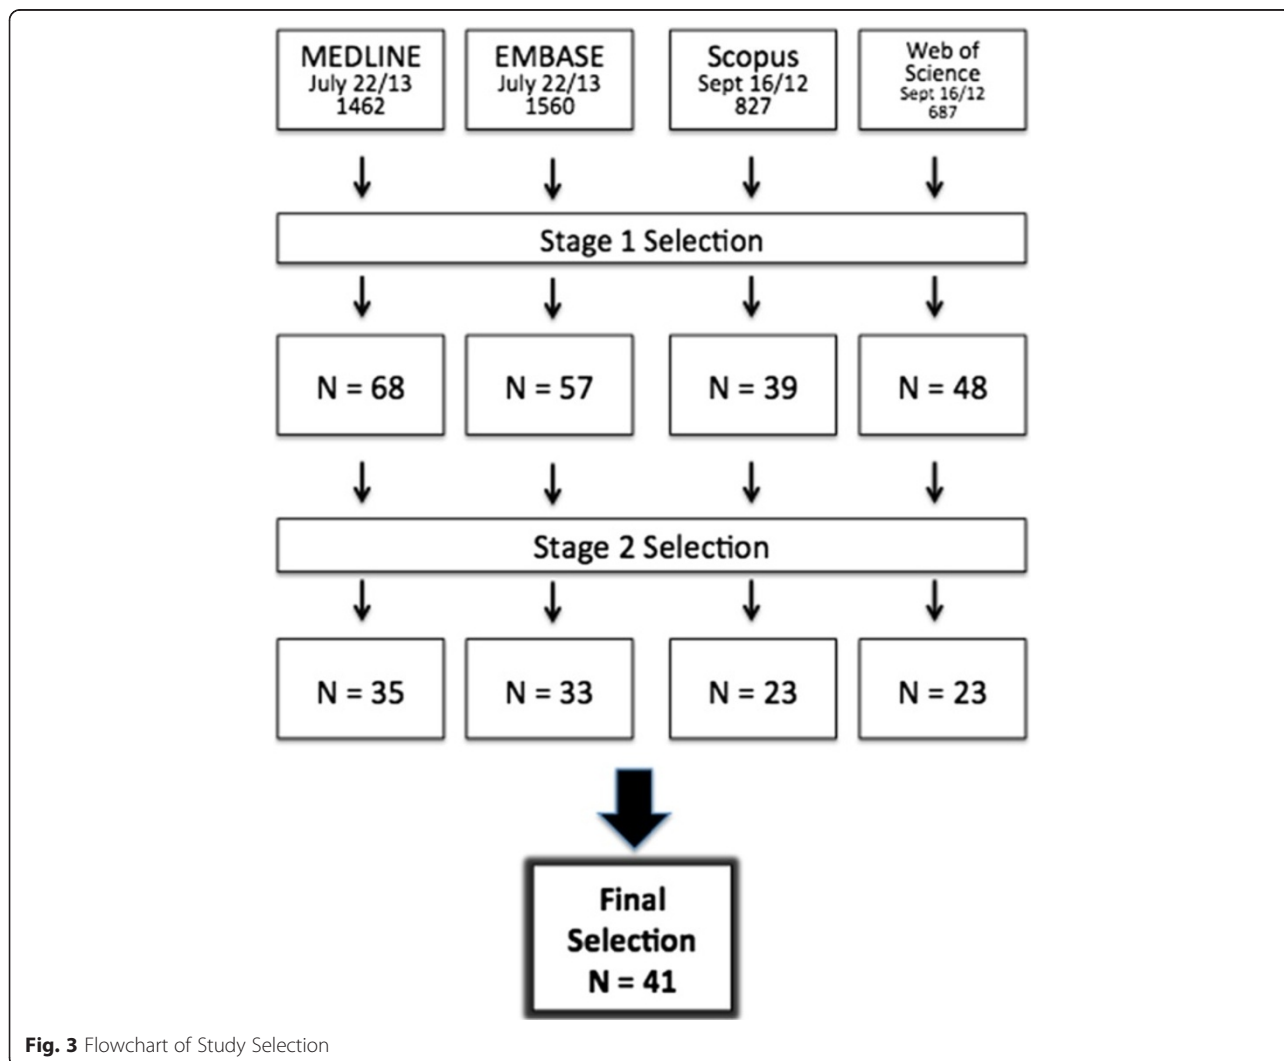 MEDLINE
July 22/13
1462
EMBASE
July 22/13
1560
Scopus
Sept 16/12
827
Web of
Science
Sept 16/12
687
Stage 1 Selection
N = 68
N = 57
N = 39
N = 48
Stage 2 Selection
N = 35
N = 33
N = 23
N = 23
Final
Selection
N = 41
Fig. 3 Flowchart of Study Selection